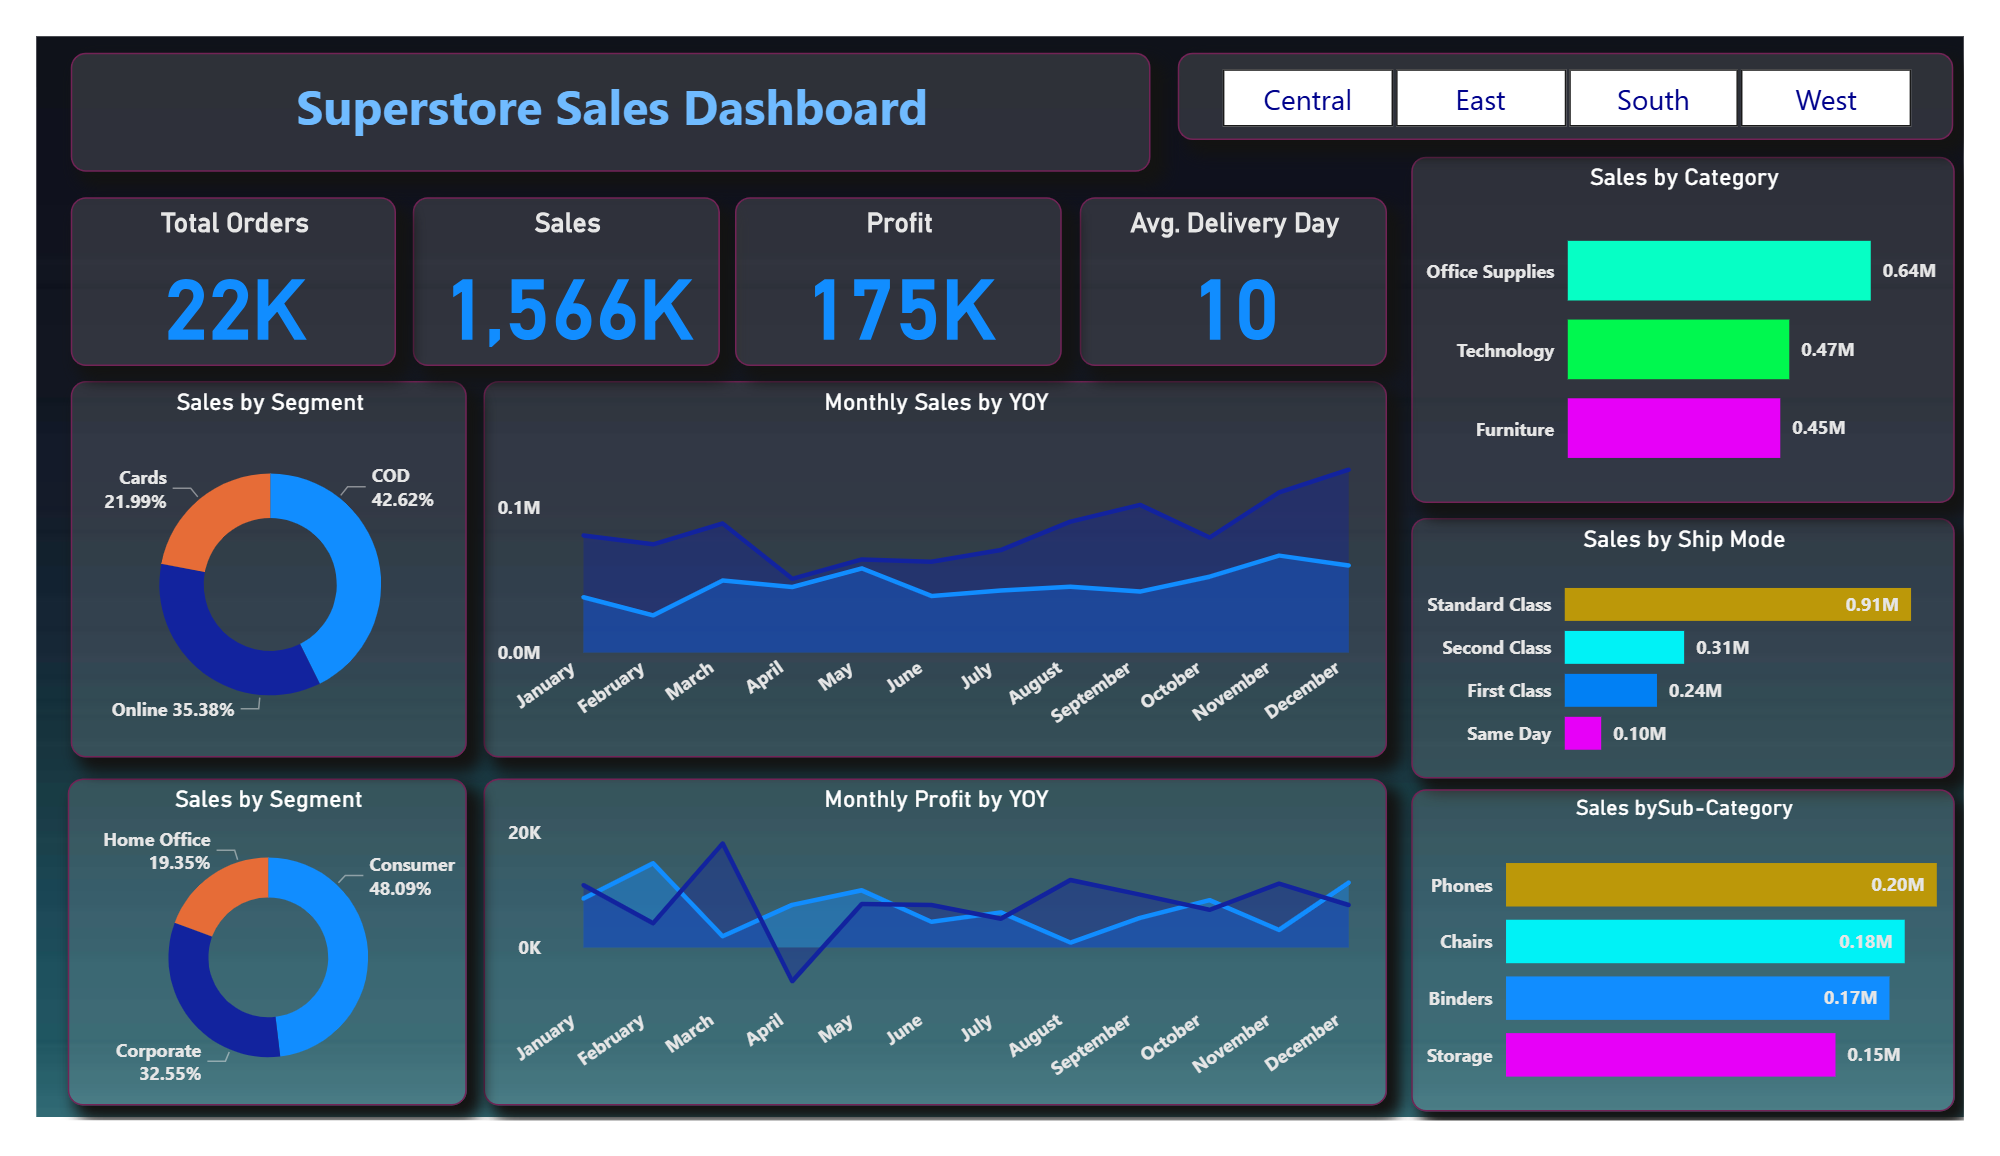 Superstore Sales Dashboard
Central
East
South
West
Total Orders
22K
Sales
1,566K
Profit
175K
Avg. Delivery Day
10
Sales by Category
Office Supplies
0.64M
Technology
0.47M
Furniture
0.45M
Sales by Segment
Cards
21.99%
COD
42.62%
Online 35.38%
Monthly Sales by YOY
0.1M
0.0M
January
February
March
April
May
June
July
August
September
October
November
December
Sales by Ship Mode
Standard Class
0.91M
Second Class
0.31M
First Class
0.24M
Same Day
0.10M
Sales by Segment
Home Office
19.35%
Consumer
48.09%
Corporate
32.55%
Monthly Profit by YOY
20K
0K
January
February
March
April
May
June
July
August
September
October
November
December
Sales bySub-Category
Phones
0.20M
Chairs
0.18M
Binders
0.17M
Storage
0.15M